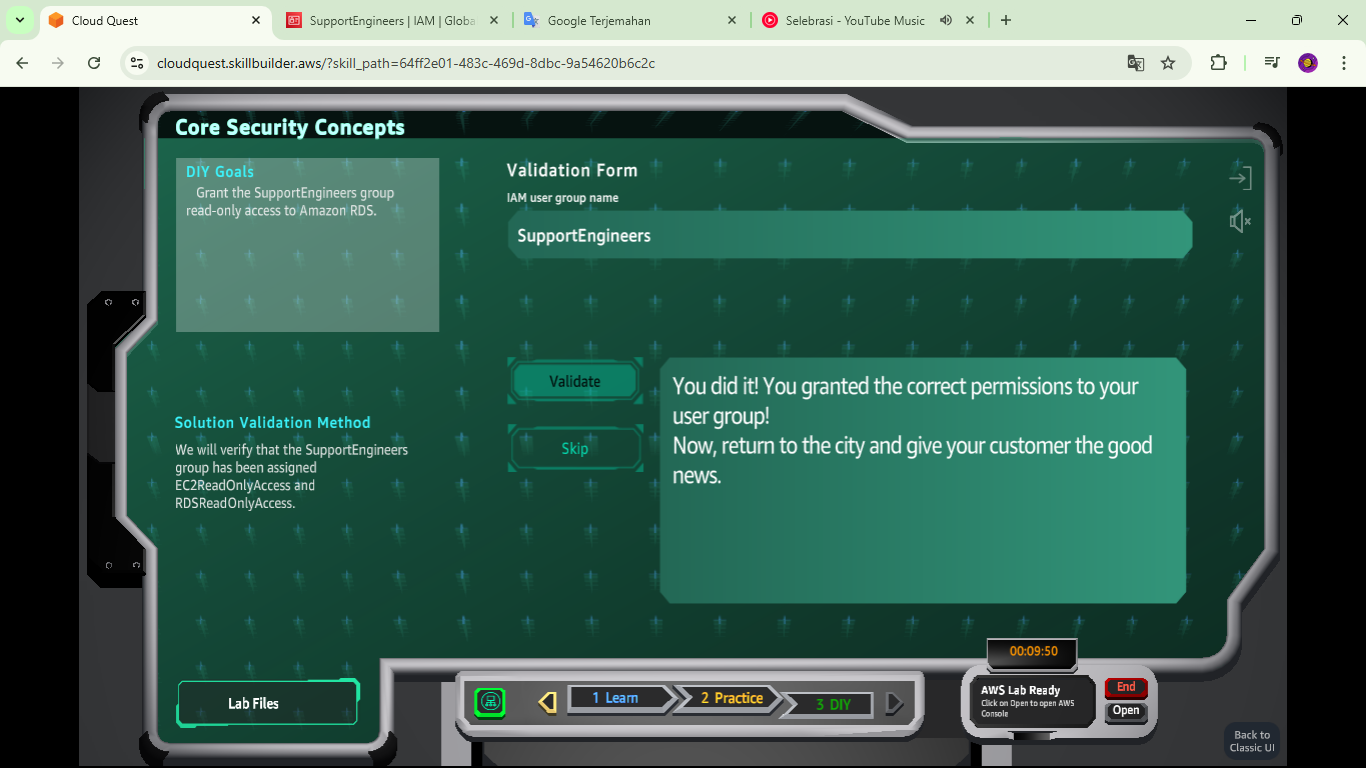 Cloud Quest
SupportEngineers | IAM | Globa
Google Terjemahan
Selebrasi - YouTube Music
cloudquest.skillbuilder.aws/?skill_path=64ff2e01-483c-469d-8dbc-9a54620b6c2c
Core Security Concepts
DIY Goals
Grant the SupportEngineers group
read-only access to Amazon RDS.
Validation Form
IAM user group name
SupportEngineers
Solution Validation Method
We will verify that the SupportEngineers
group has been assigned
EC2ReadOnlyAccess and
RDSReadOnlyAccess.
Validate
Skip
You did it! You granted the correct permissions to your
user group!
Now, return to the city and give your customer the good
news.
Lab Files
1 Learn
2 Practice
3 DIY
00:09:50
AWS Lab Ready
Click on Open to open AWS
Console
End
Open
Back to
Classic UI